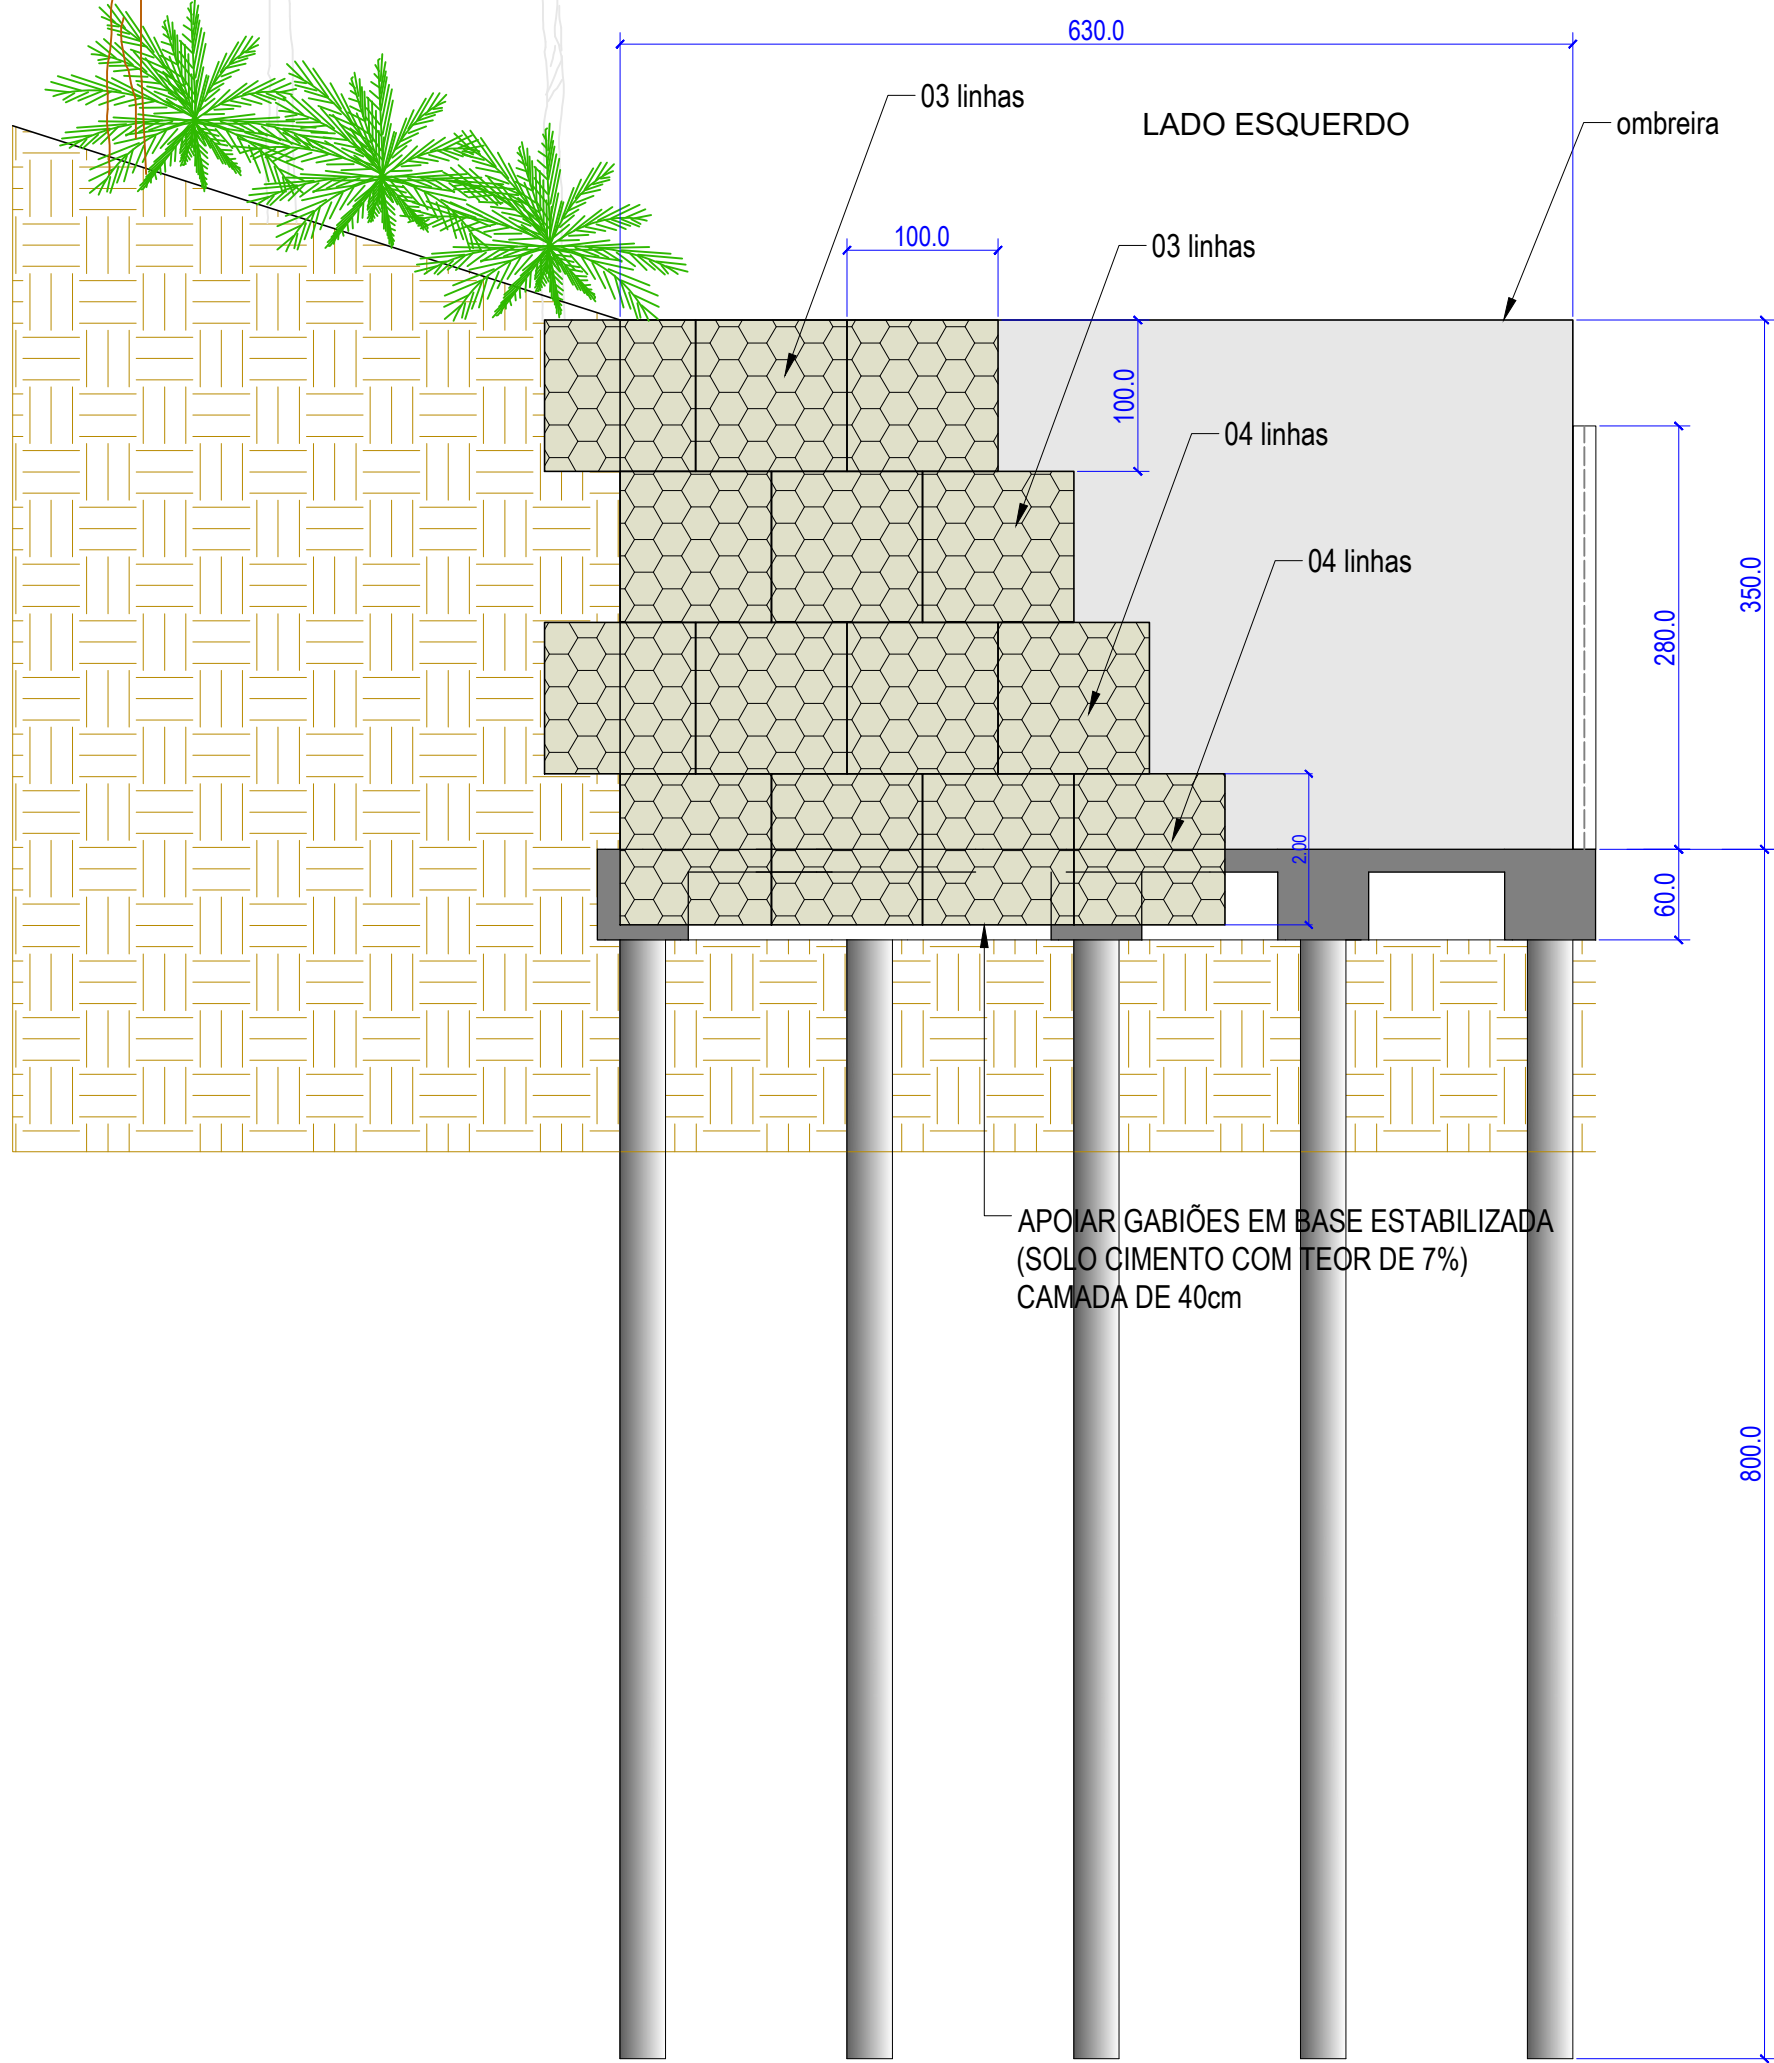 630.0
03 linhas
LADO ESQUERDO
ombreira
100.0
03 linhas
100.0
04 linhas
04 linhas
350.0
280.0
2.00
60.0
APOIAR GABIÕES EM BASE ESTABILIZADA
(SOLO CIMENTO COM TEOR DE 7%)
CAMADA DE 40cm
800.0